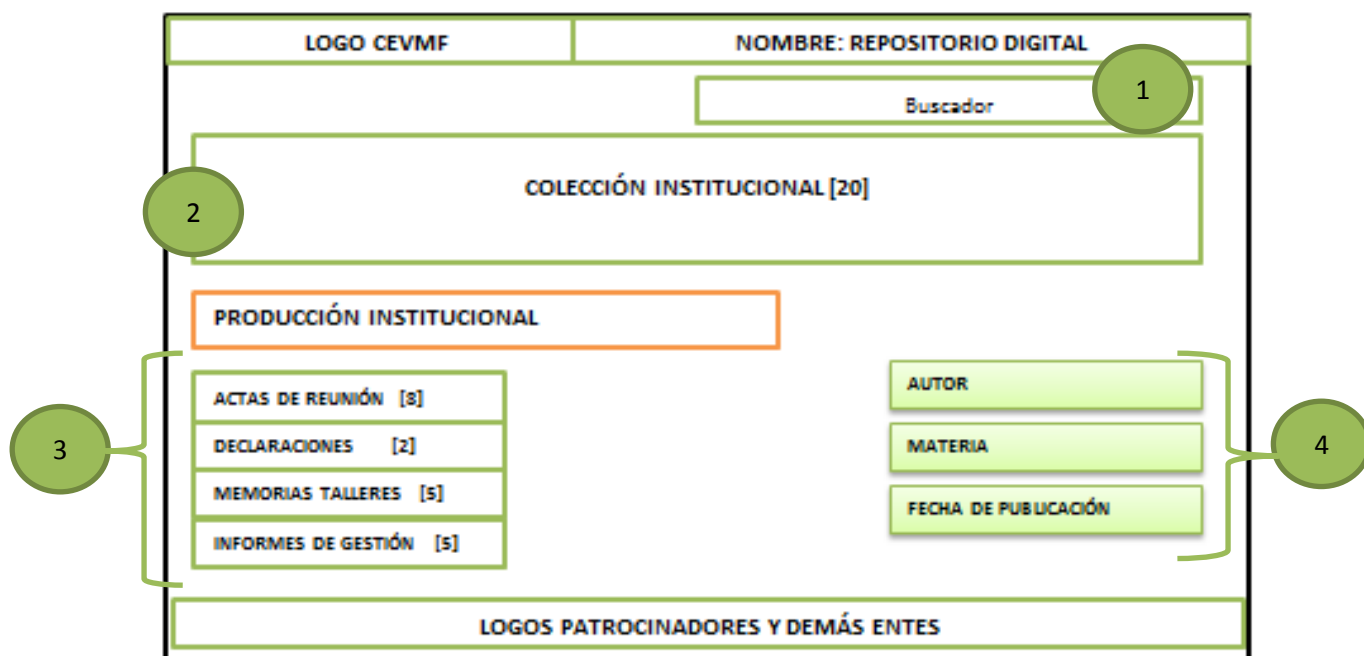 LOGO CEVMF
NOMBRE: REPOSITORIO DIGITAL
1
Buscador
2
COLECCIÓN INSTITUCIONAL [20]
PRODUCCIÓN INSTITUCIONAL
3
ACTAS DE REUNIÓN [8]
DECLARACIONES [2]
MEMORIAS TALLERES [5]
INFORMES DE GESTIÓN [5]
AUTOR
MATERIA
FECHA DE PUBLICACIÓN
4
LOGOS PATROCINADORES Y DEMÁS ENTES